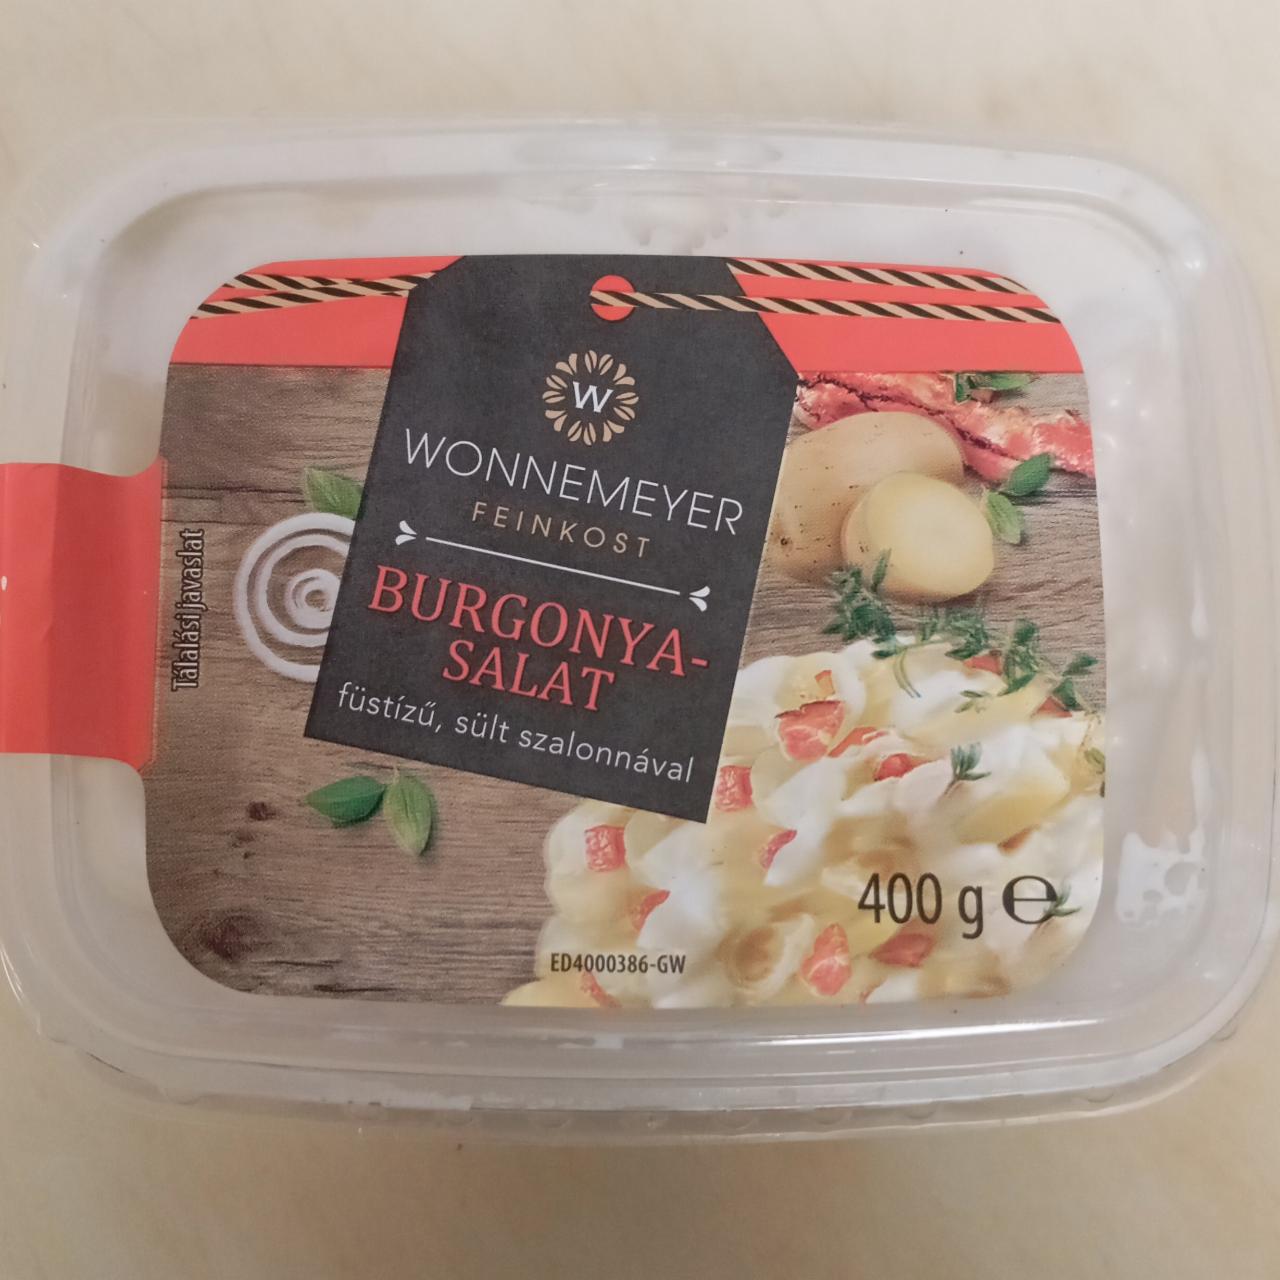 W
WONNEMEYER
FEINKOST
BURGONYA-
SALAT
füstízű, sült szalonnával
Tálalási javaslat
400 g e
ED4000386-GW